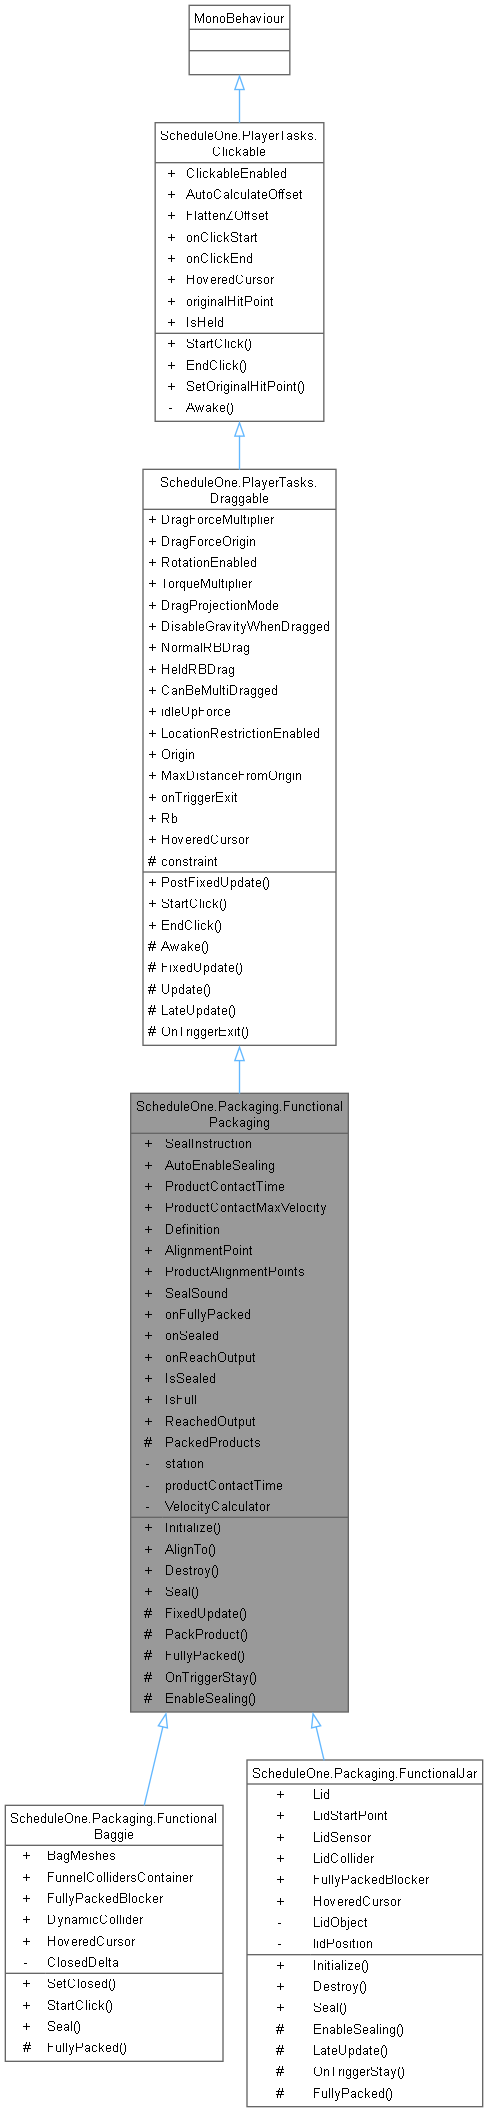 MonoBehaviour
ScheduleOne.PlayerTasks.
Clickable
+ ClickableEnabled
+ AutoCalculateOffset
+ FlattenZOffset
+ onClickStart
+ onClickEnd
+ HoveredCursor
+ originalHitPoint
+ IsHeld
+ StartClick()
+ EndClick()
+ SetOriginalHitPoint()
- Awake()
ScheduleOne.PlayerTasks.
Draggable
+ DragForceMultiplier
+ DragForceOrigin
+ RotationEnabled
+ TorqueMultiplier
+ DragProjectionMode
+ DisableGravityWhenDragged
+ NormalRBDrag
+ HeldRBDrag
+ CanBeMultiDragged
+ IdleUpForce
+ LocationRestrictionEnabled
+ Origin
+ MaxDistanceFromOrigin
+ onTriggerExit
+ Rb
+ HoveredCursor
# constraint
+ PostFixedUpdate()
+ StartClick()
+ EndClick()
# Awake()
# FixedUpdate()
# Update()
# LateUpdate()
# OnTriggerExit()
ScheduleOne.Packaging.Functional
Packaging
+ SealInstruction
+ AutoEnableSealing
+ ProductContactTime
+ ProductContactMaxVelocity
+ Definition
+ AlignmentPoint
+ ProductAlignmentPoints
+ SealSound
+ onFullyPacked
+ onSealed
+ onReachOutput
+ IsSealed
+ IsFull
+ ReachedOutput
# PackedProducts
- station
- productContactTime
- VelocityCalculator
+ Initialize()
+ AlignTo()
+ Destroy()
+ Seal()
# FixedUpdate()
# PackProduct()
# FullyPacked()
# OnTriggerStay()
# EnableSealing()
ScheduleOne.Packaging.Functional
Baggie
+ BagMeshes
+ FunnelCollidersContainer
+ FullyPackedBlocker
+ DynamicCollider
+ HoveredCursor
- ClosedDelta
+ SetClosed()
+ StartClick()
+ Seal()
# FullyPacked()
ScheduleOne.Packaging.FunctionalJar
+ Lid
+ LidStartPoint
+ LidSensor
+ LidCollider
+ FullyPackedBlocker
+ HoveredCursor
- LidObject
- lidPosition
+ Initialize()
+ Destroy()
+ Seal()
# EnableSealing()
# LateUpdate()
# OnTriggerStay()
# FullyPacked()